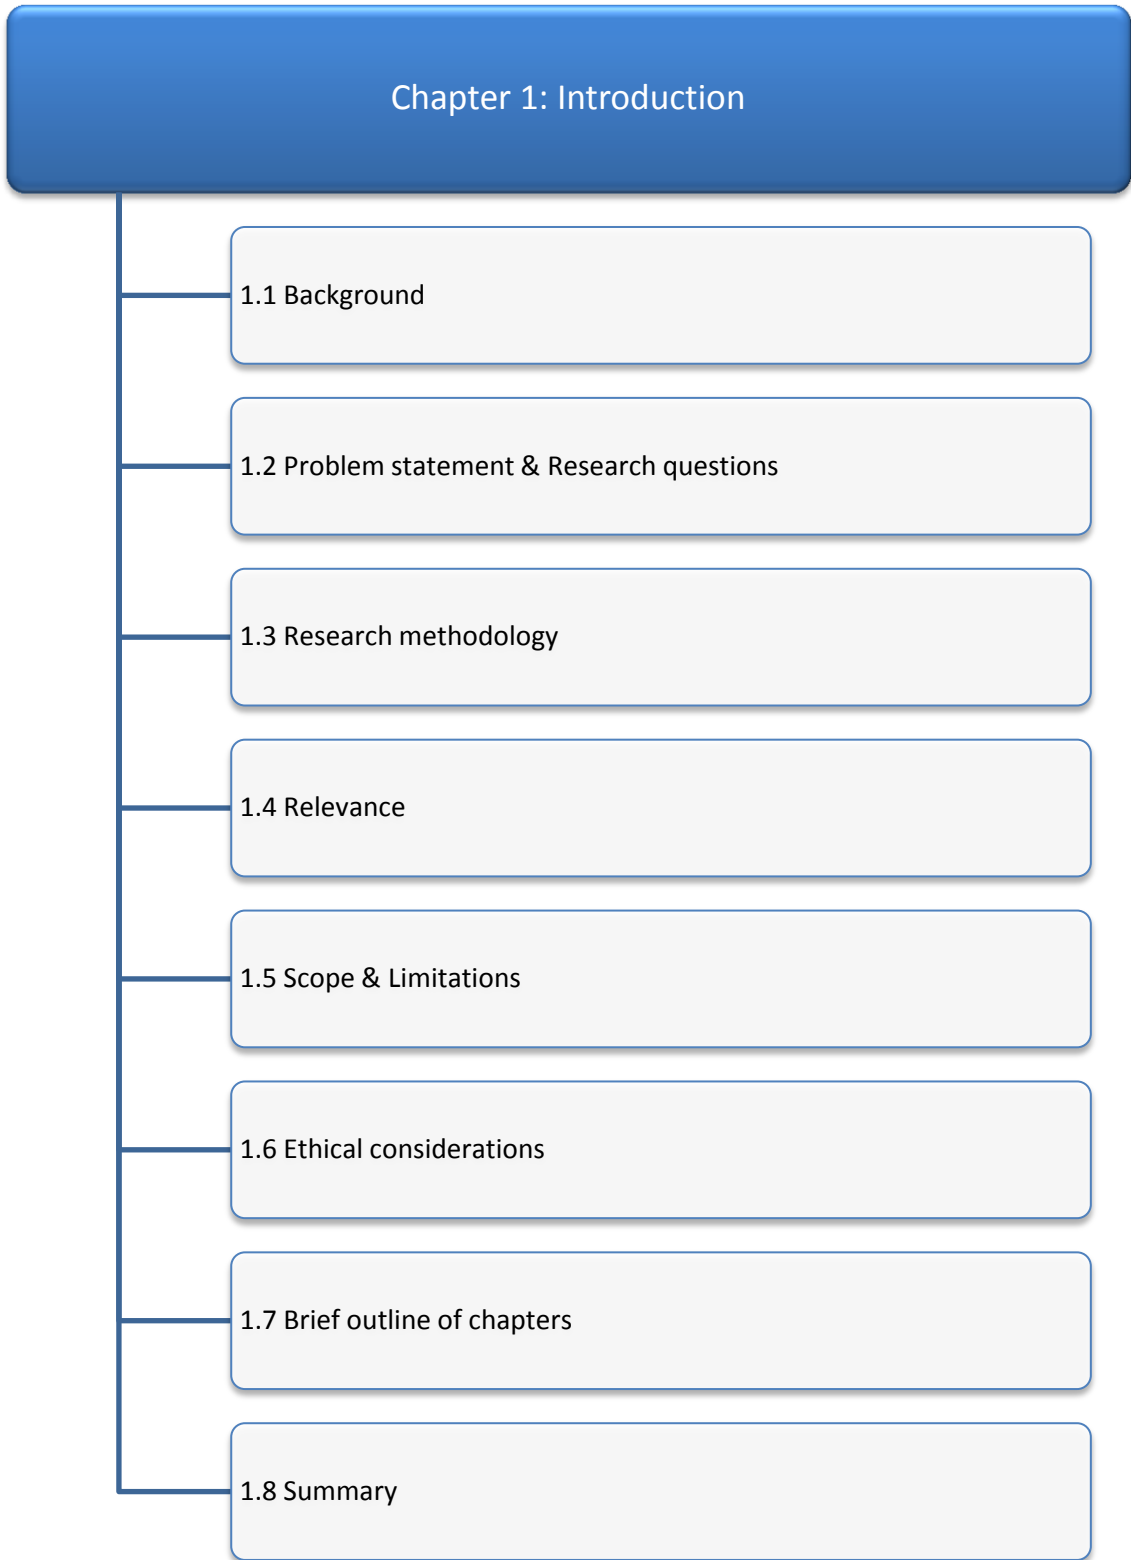 Chapter 1: Introduction
1.1 Background
1.2 Problem statement & Research questions
1.3 Research methodology
1.4 Relevance
1.5 Scope & Limitations
1.6 Ethical considerations
1.7 Brief outline of chapters
1.8 Summary